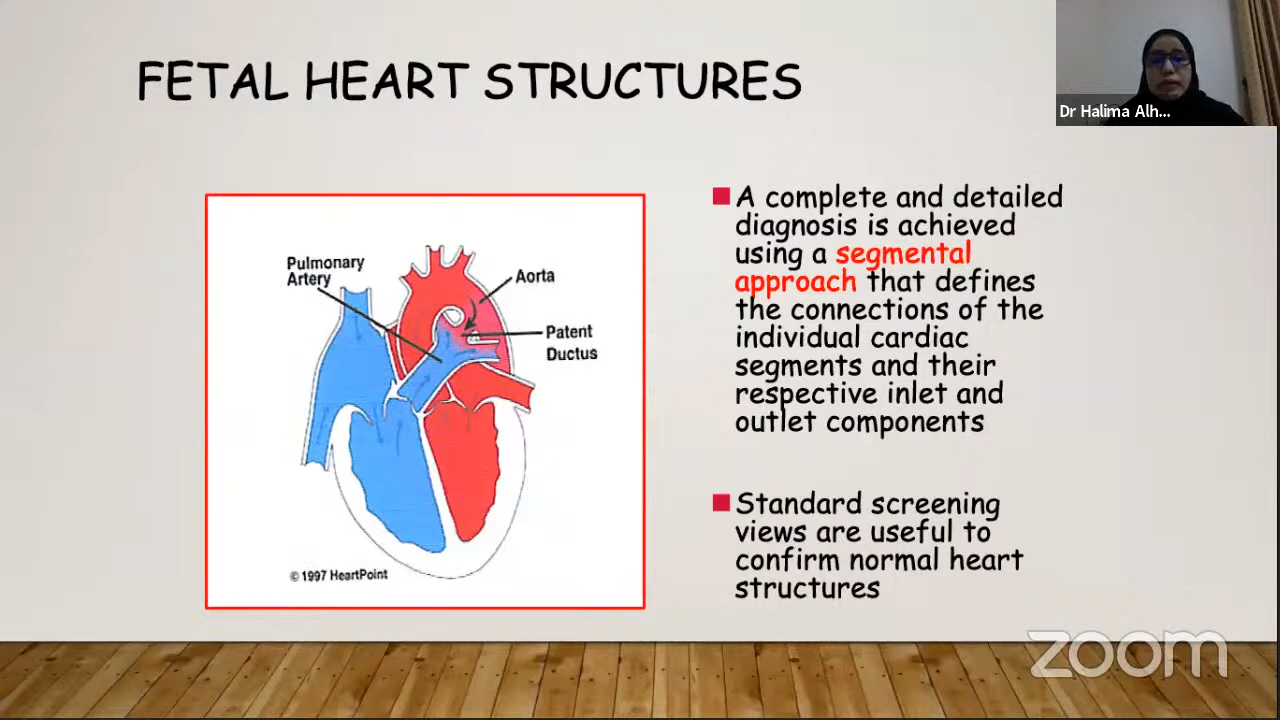 FETAL HEART STRUCTURES
Dr Halima Alh...
Pulmonary
Artery
Aorta
Patent
Ductus
© 1997 HeartPoint
A complete and detailed
diagnosis is achieved
using a segmental
approach that defines
the connections of the
individual cardiac
segments and their
respective inlet and
outlet components
Standard screening
views are useful to
confirm normal heart
structures
zoom